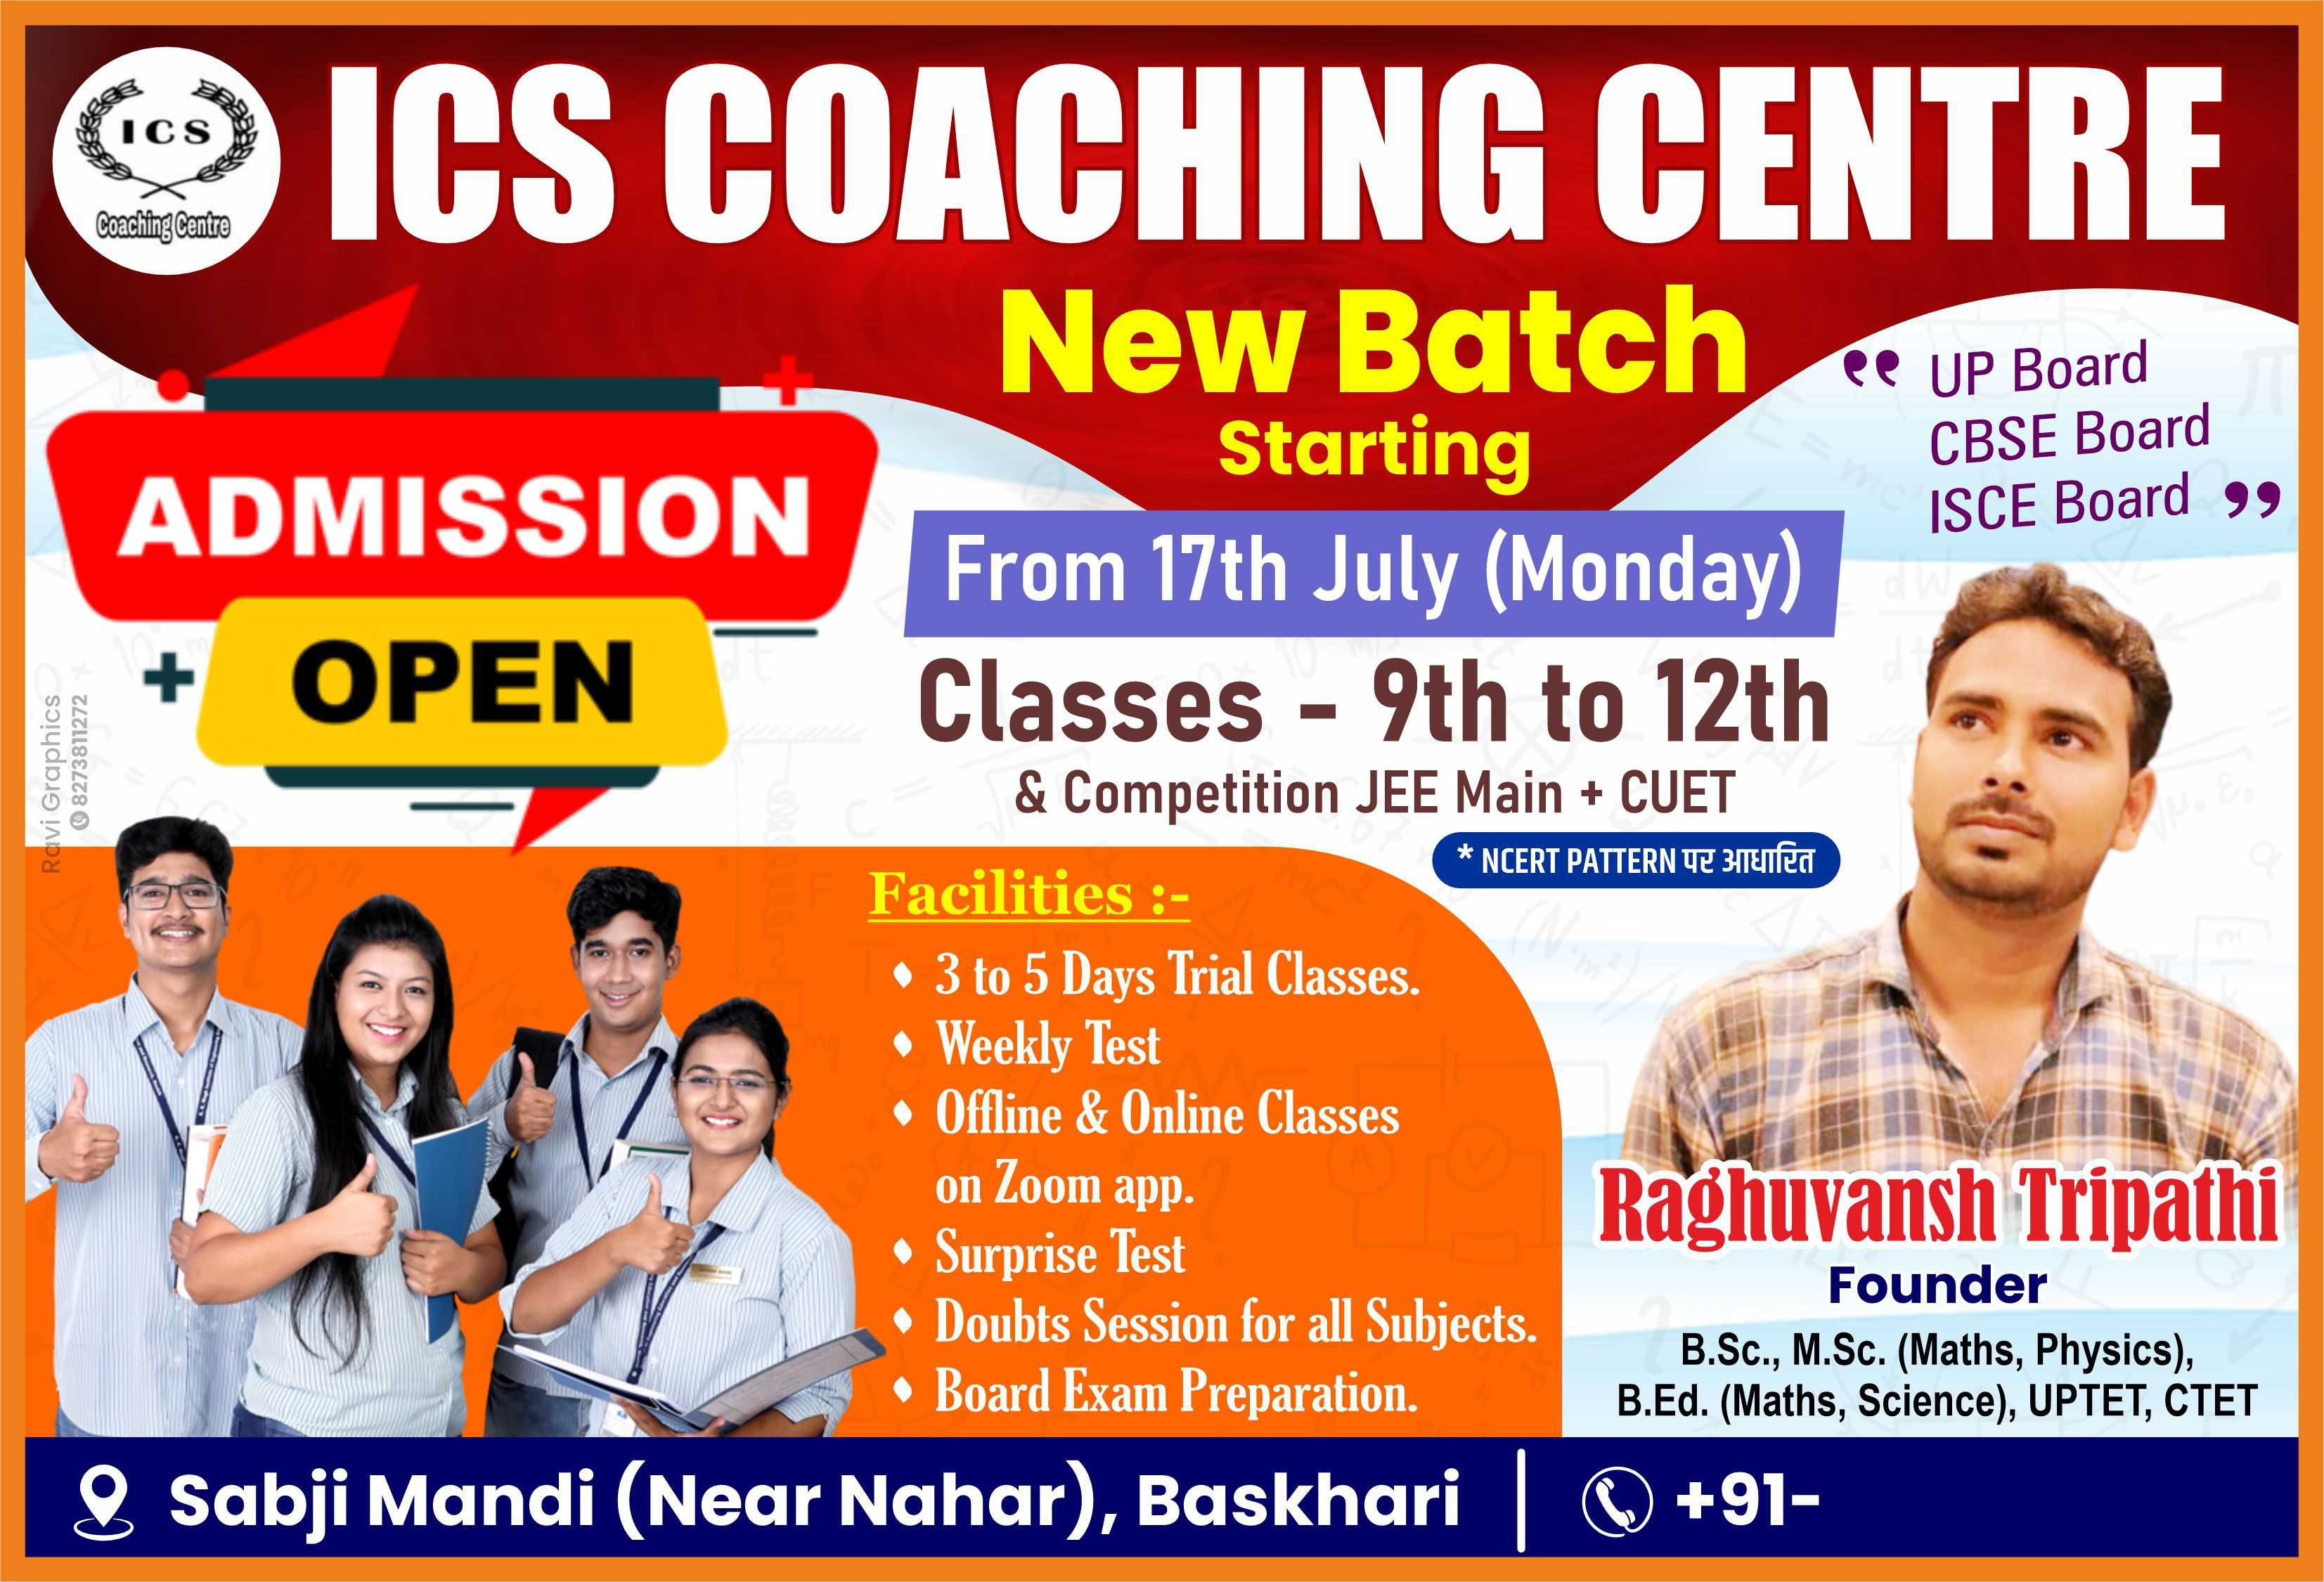 ICS
Coaching Centre
ICS COACHING CENTRE
New Batch
Starting
UP Board
CBSE Board
ISCE Board
ADMISSION
OPEN
From 17th July (Monday)
Classes - 9th to 12th
& Competition JEE Main + CUET
* NCERT PATTERN पर आधारित
Ravi Graphics
8273811272
Facilities :-
3 to 5 Days Trial Classes.
Weekly Test
Offline & Online Classes
on Zoom app.
Surprise Test
Doubts Session for all Subjects.
Board Exam Preparation.
Raghuvansh Tripathi
Founder
B.Sc., M.Sc. (Maths, Physics),
B.Ed. (Maths, Science), UPTET, CTET
Sabji Mandi (Near Nahar), Baskhari
+91-